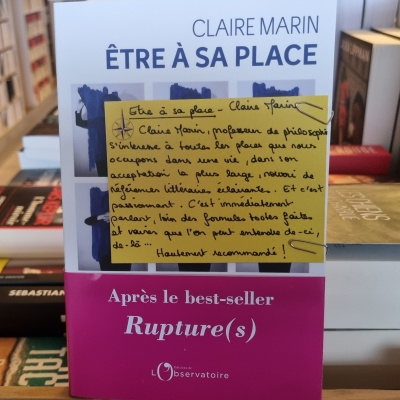 CLAIRE MARIN
ÊTRE À SA PLACE
Être à sa place - Claire Marin
Claire Marin, professeur de philosophie
s'intéresse à toutes les places que nous
occupons dans une vie, dans son
acceptation la plus large, nourri de
références littéraires éclairantes. Et c'est
passionnant. C'est immédiatement
parlant, loin des formules toutes faites
et vaines que l'on peut entendre de-ci,
de-là...
Hautement recommandé !
Après le best-seller
Rupture(s)
L'Observatoire
SEBASTIAN